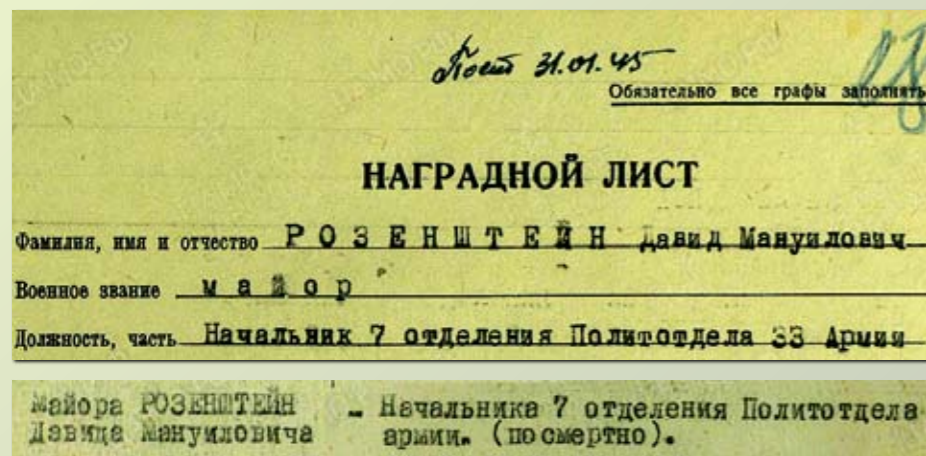 Пост 31.01.45
Обязательно все графы заполнять
НАГРАДНОЙ ЛИСТ
Фамилия, имя и отчество РОЗЕНШТЕЙН Давид Мануилович
Военное звание майор
Должность, часть Начальник 7 отделения Политотдела 33 Армии
Майора РОЗЕНШТЕЙН – Начальника 7 отделения Политотдела
Давида Мануиловича армии. (посмертно).